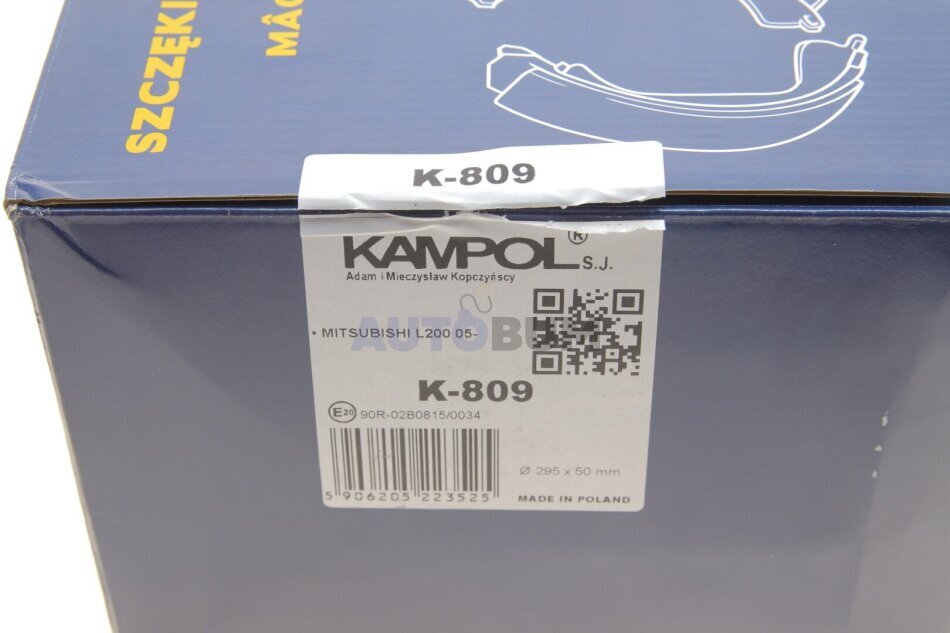 SZCZĘKI
K-809
KAMPOL® S.J.
Adam i Mieczysław Kopczyńscy
• MITSUBISHI L200 05-
K-809
E20 90R-02B0815/0034
5 906205 223525
Ø 295 x 50 mm
MADE IN POLAND